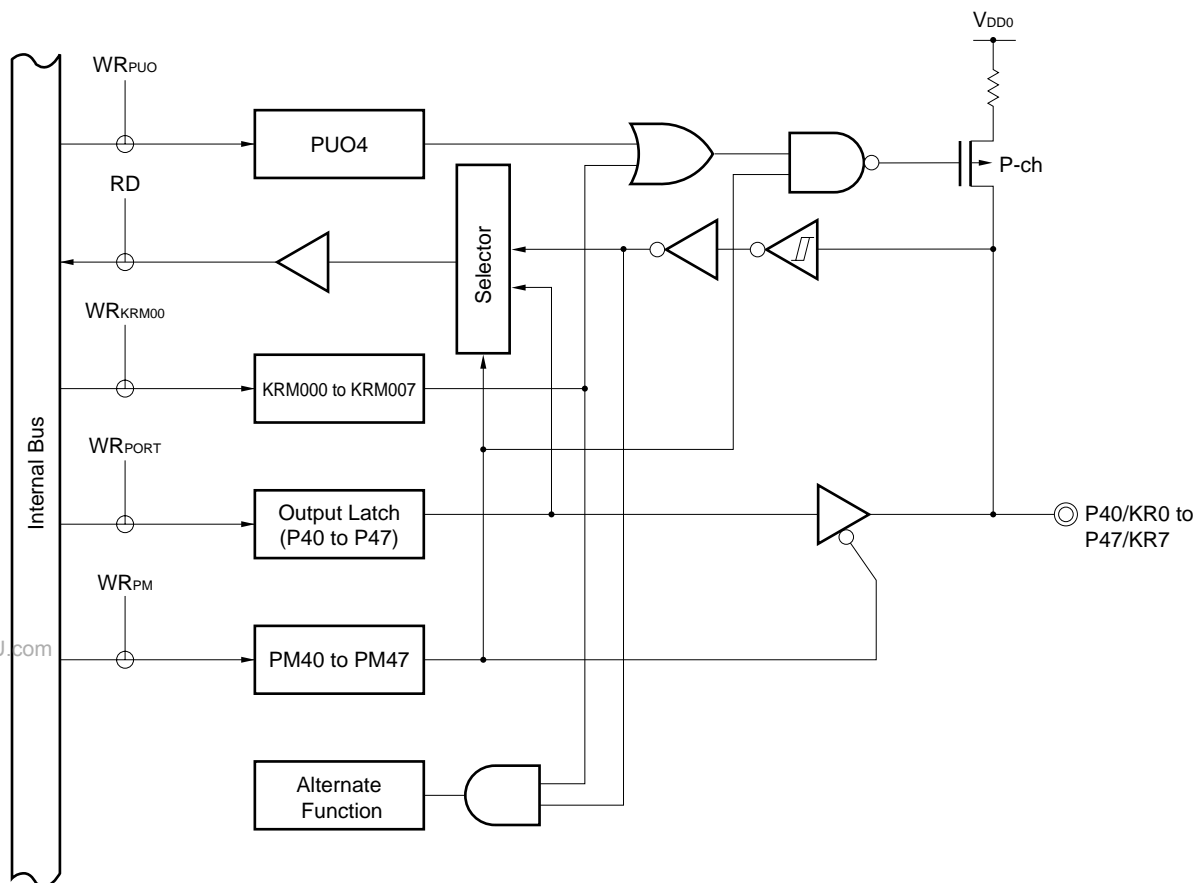 VDD0
WRPUO
PUO4
P-ch
RD
Selector
WRKRM00
KRM000 to KRM007
Internal Bus
WRPORT
Output Latch
(P40 to P47)
P40/KR0 to
P47/KR7
WRPM
PM40 to PM47
U.com
Alternate
Function